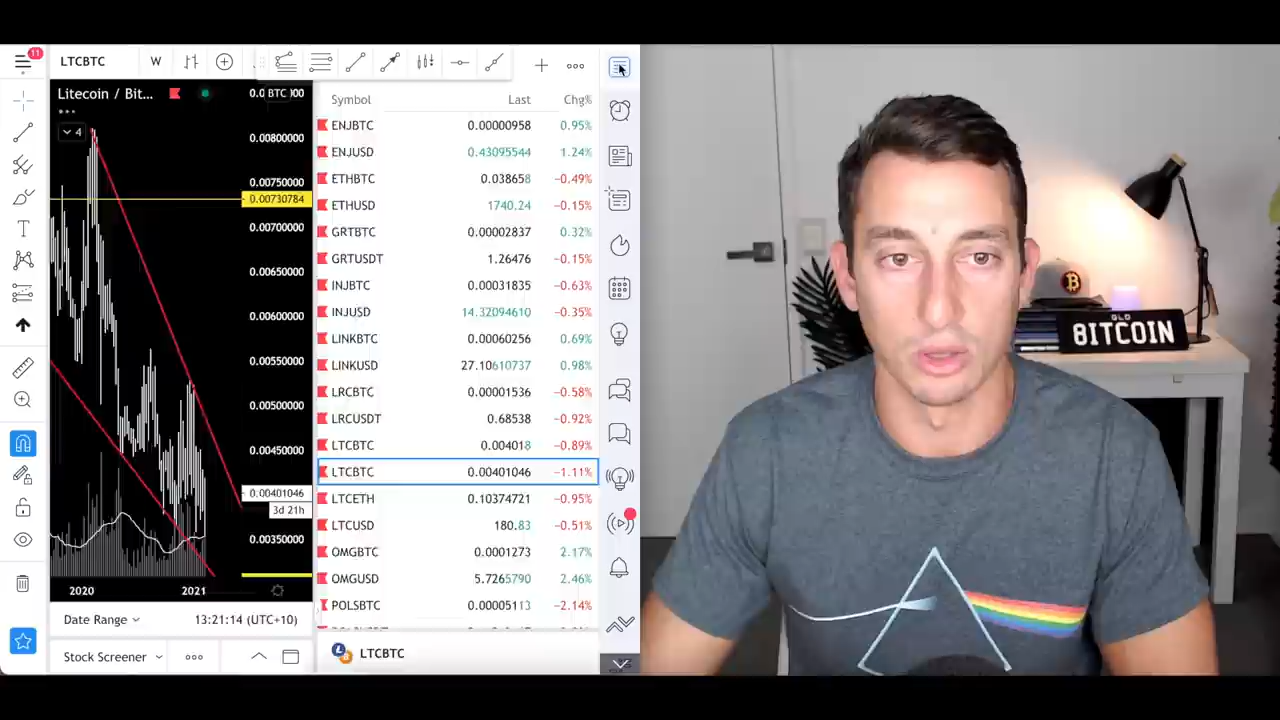 11
LTCBTC
W
Litecoin / Bit...
BTC
4
0.00800000
0.00750000
0.00730784
0.00700000
0.00650000
0.00600000
0.00550000
0.00500000
0.00450000
0.00401046
3d 21h
0.00350000
2020
2021
Date Range
13:21:14 (UTC+10)
Stock Screener
Symbol Last Chg%
ENJBTC 0.00000958 0.95%
ENJUSD 0.43095544 1.24%
ETHBTC 0.038658 −0.49%
ETHUSD 1740.24 −0.15%
GRTBTC 0.00002837 0.32%
GRTUSDT 1.26476 −0.15%
INJBTC 0.00031835 −0.63%
INJUSD 14.32094610 −0.35%
LINKBTC 0.00060256 0.69%
LINKUSD 27.10610737 0.98%
LRCBTC 0.00001536 −0.58%
LRCUSDT 0.68538 −0.92%
LTCBTC 0.004018 −0.89%
LTCBTC 0.00401046 −1.11%
LTCETH 0.10374721 −0.95%
LTCUSD 180.83 −0.51%
OMGBTC 0.0001273 2.17%
OMGUSD 5.7265790 2.46%
POLSBTC 0.00005113 −2.14%
LTCBTC
QLD
BITCOIN